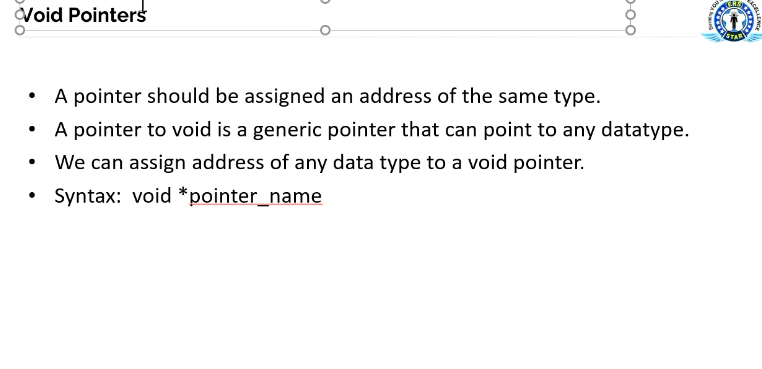 Void Pointers
• A pointer should be assigned an address of the same type.
• A pointer to void is a generic pointer that can point to any datatype.
• We can assign address of any data type to a void pointer.
• Syntax: void *pointer_name
STAR